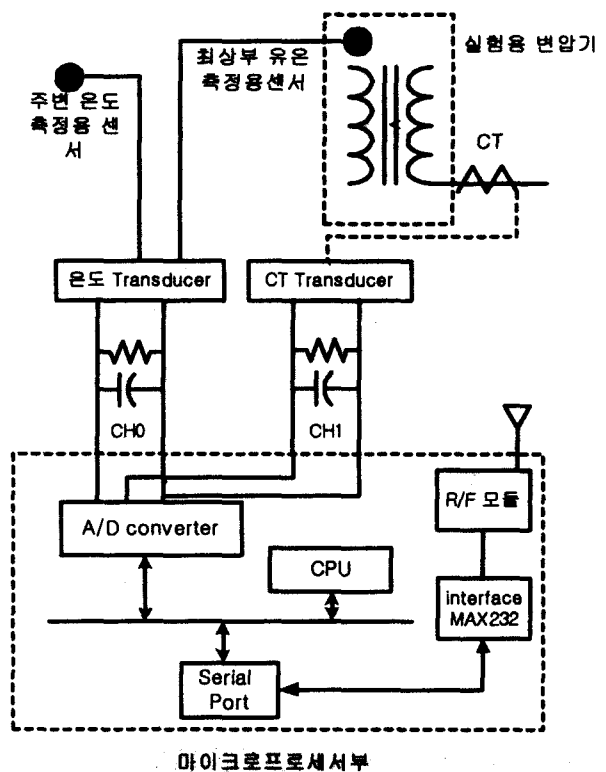 실험용 변압기
최상부 유온
측정용센서
주변 온도
측정용 센
서
CT
온도 Transducer
CT Transducer
CH0
CH1
R/F 모듈
A/D converter
CPU
interface
MAX232
Serial
Port
마이크로프로세서부